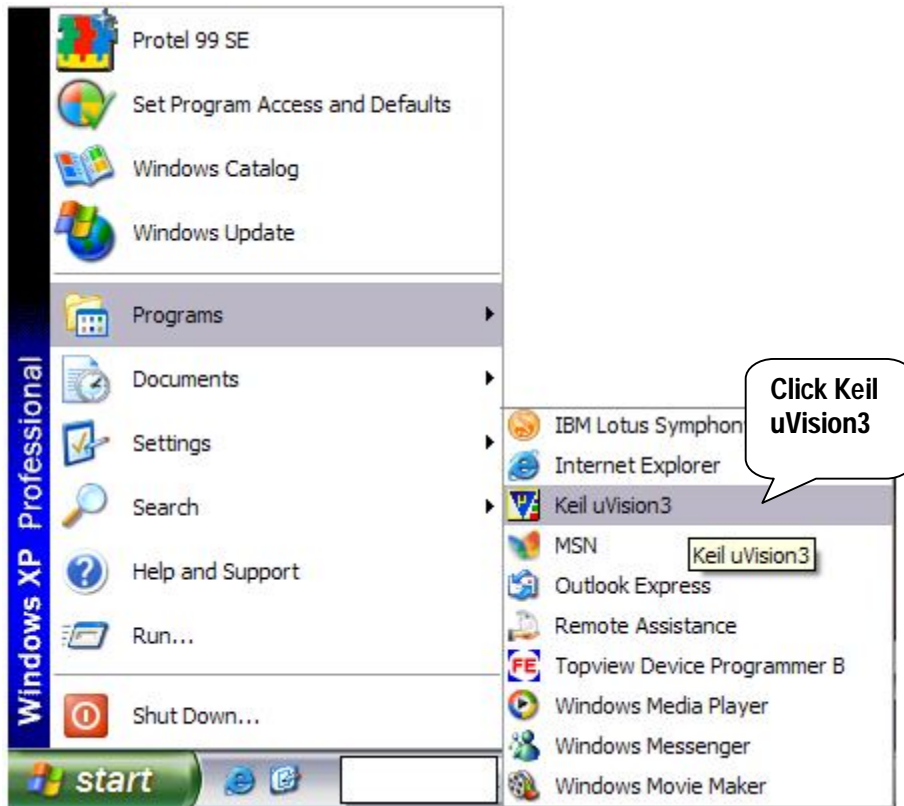 Protel 99 SE
Set Program Access and Defaults
Windows Catalog
Windows Update
Programs
Documents
Settings
Search
Help and Support
Run...
Shut Down...
Windows XP Professional
start
IBM Lotus Symphon
Internet Explorer
Keil uVision3
MSN
Outlook Express
Remote Assistance
FE Topview Device Programmer B
Windows Media Player
Windows Messenger
Windows Movie Maker
Keil uVision3
Click Keil
uVision3